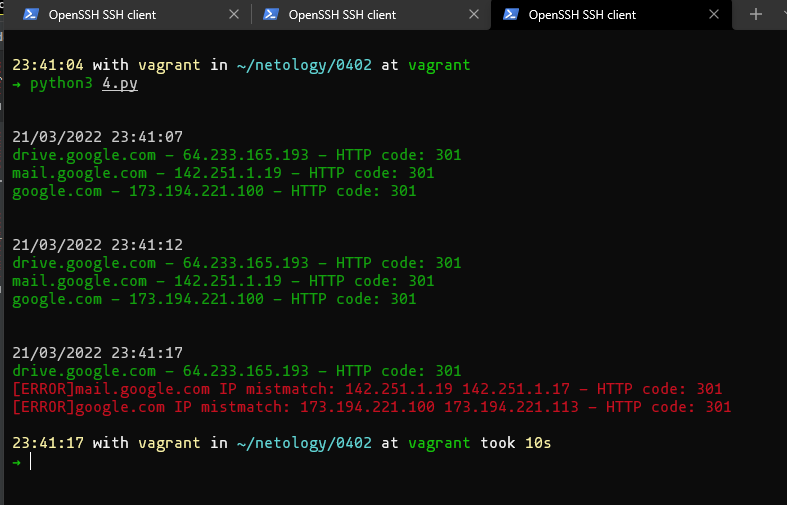 OpenSSH SSH client
OpenSSH SSH client
OpenSSH SSH client
23:41:04 with vagrant in ~/netology/0402 at vagrant
→ python3 4.py
21/03/2022 23:41:07
drive.google.com – 64.233.165.193 – HTTP code: 301
mail.google.com – 142.251.1.19 – HTTP code: 301
google.com – 173.194.221.100 – HTTP code: 301
21/03/2022 23:41:12
drive.google.com – 64.233.165.193 – HTTP code: 301
mail.google.com – 142.251.1.19 – HTTP code: 301
google.com – 173.194.221.100 – HTTP code: 301
21/03/2022 23:41:17
drive.google.com – 64.233.165.193 – HTTP code: 301
[ERROR]mail.google.com IP mistmatch: 142.251.1.19 142.251.1.17 – HTTP code: 301
[ERROR]google.com IP mistmatch: 173.194.221.100 173.194.221.113 – HTTP code: 301
23:41:17 with vagrant in ~/netology/0402 at vagrant took 10s
→